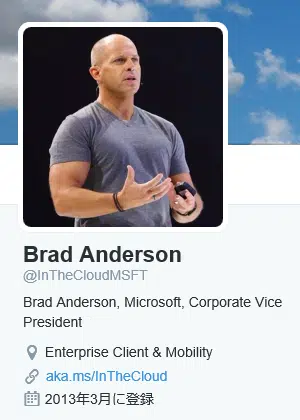 Brad Anderson
@InTheCloudMSFT
Brad Anderson, Microsoft, Corporate Vice
President
Enterprise Client & Mobility
aka.ms/InTheCloud
2013年3月に登録